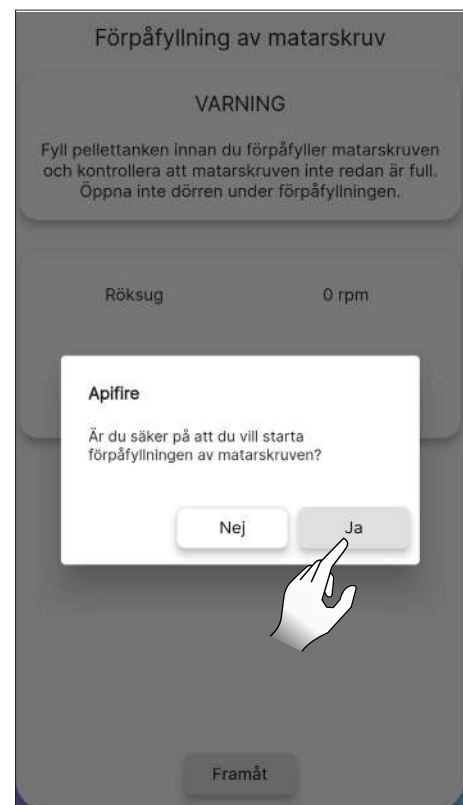 Förpåfyllning av matarskruv
VARNING
Fyll pellettanken innan du förpåfyller matarskruven
och kontrollera att matarskruven inte redan är full.
Öppna inte dörren under förpåfyllningen.
Röksug 0 rpm
Apifire
Är du säker på att du vill starta
förpåfyllningen av matarskruven?
Nej Ja
Framåt